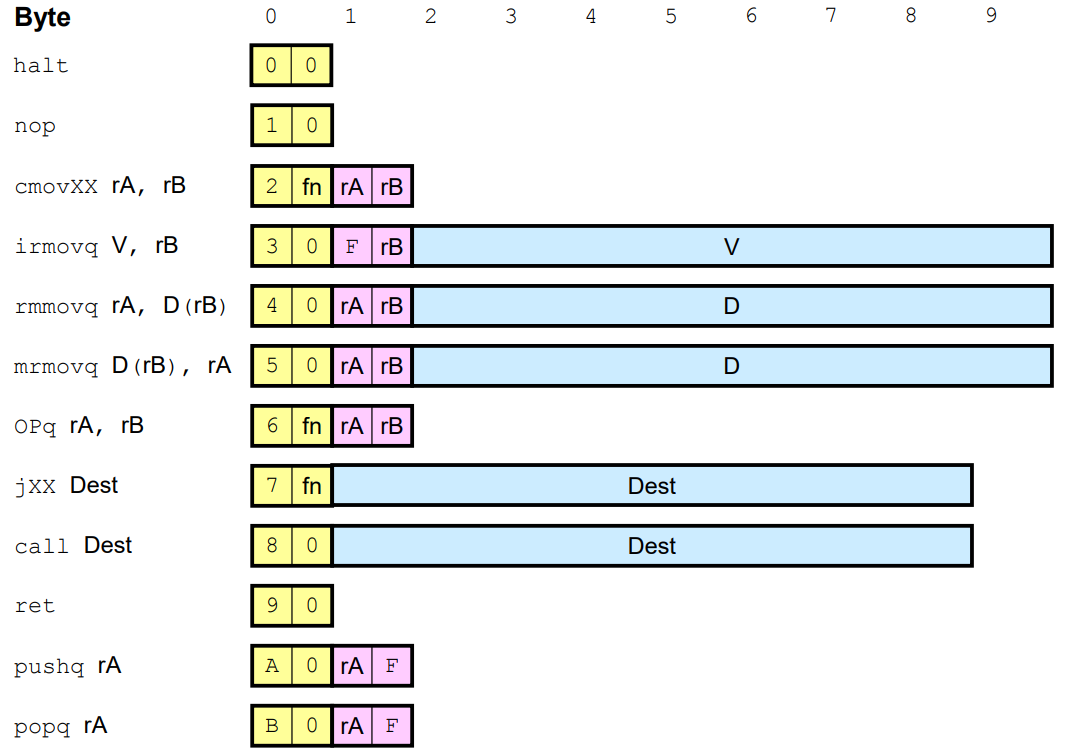 Byte 0 1 2 3 4 5 6 7 8 9
halt 0 0
nop 1 0
cmovXX rA, rB 2 fn rA rB
irmovq V, rB 3 0 F rB V
rmmovq rA, D(rB) 4 0 rA rB D
mrmovq D(rB), rA 5 0 rA rB D
OPq rA, rB 6 fn rA rB
jXX Dest 7 fn Dest
call Dest 8 0 Dest
ret 9 0
pushq rA A 0 rA F
popq rA B 0 rA F